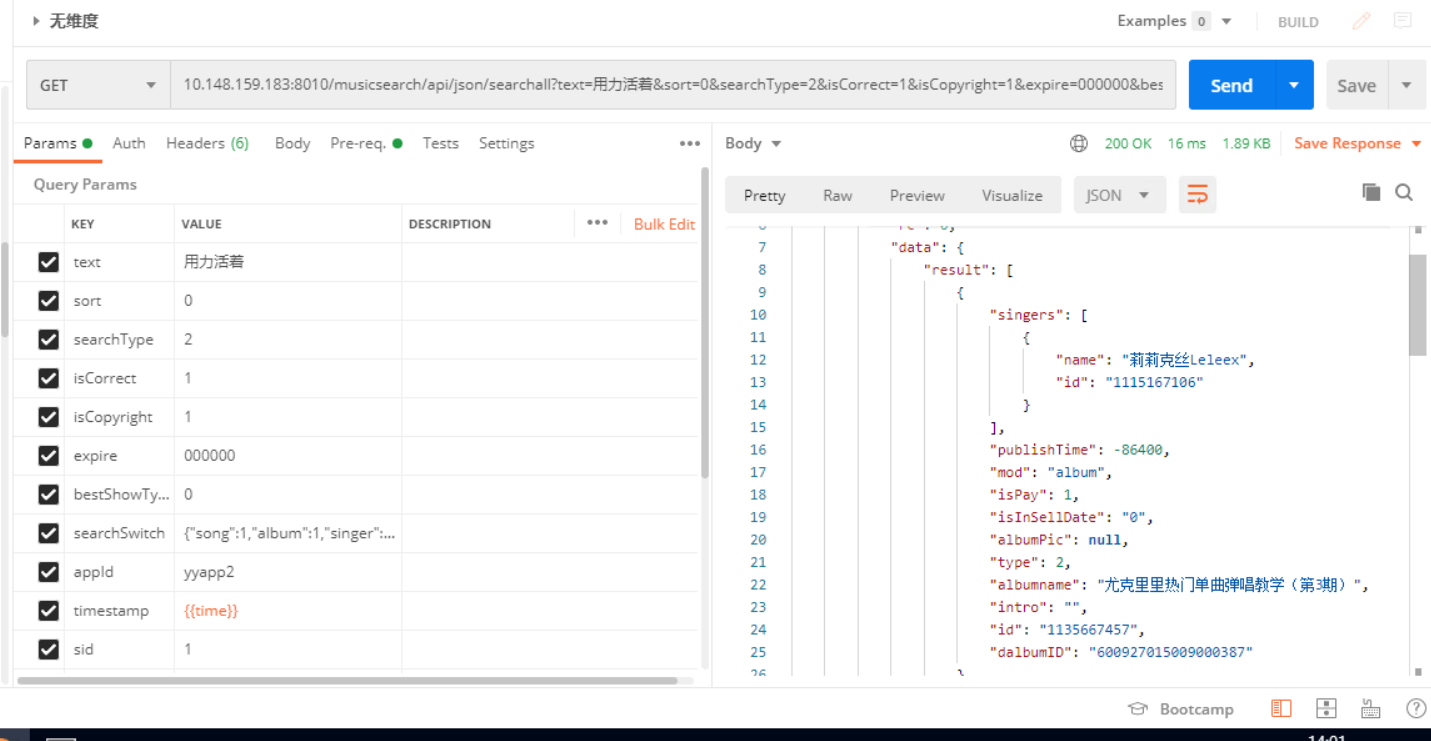 无维度
Examples 0
BUILD
GET
10.148.159.183:8010/musicsearch/api/json/searchall?text=用力活着&sort=0&searchType=2&isCorrect=1&isCopyright=1&expire=000000&bes
Send
Save
Params
Auth
Headers (6)
Body
Pre-req.
Tests
Settings
Body
200 OK 16 ms 1.89 KB
Save Response
Query Params
Pretty
Raw
Preview
Visualize
JSON
KEY VALUE DESCRIPTION
Bulk Edit
text 用力活着
sort 0
searchType 2
isCorrect 1
isCopyright 1
expire 000000
bestShowTy... 0
searchSwitch {"song":1,"album":1,"singer":...
appId yyapp2
timestamp {{time}}
sid 1
7 "data": {
8 "result": [
9 {
10 "singers": [
11 {
12 "name": "莉莉克丝Leleex",
13 "id": "1115167106"
14 }
15 ],
16 "publishTime": -86400,
17 "mod": "album",
18 "isPay": 1,
19 "isInSellDate": "0",
20 "albumPic": null,
21 "type": 2,
22 "albumname": "尤克里里热门单曲弹唱教学（第3期）",
23 "intro": "",
24 "id": "1135667457",
25 "dalbumID": "600927015009000387"
26 }
Bootcamp
14:01